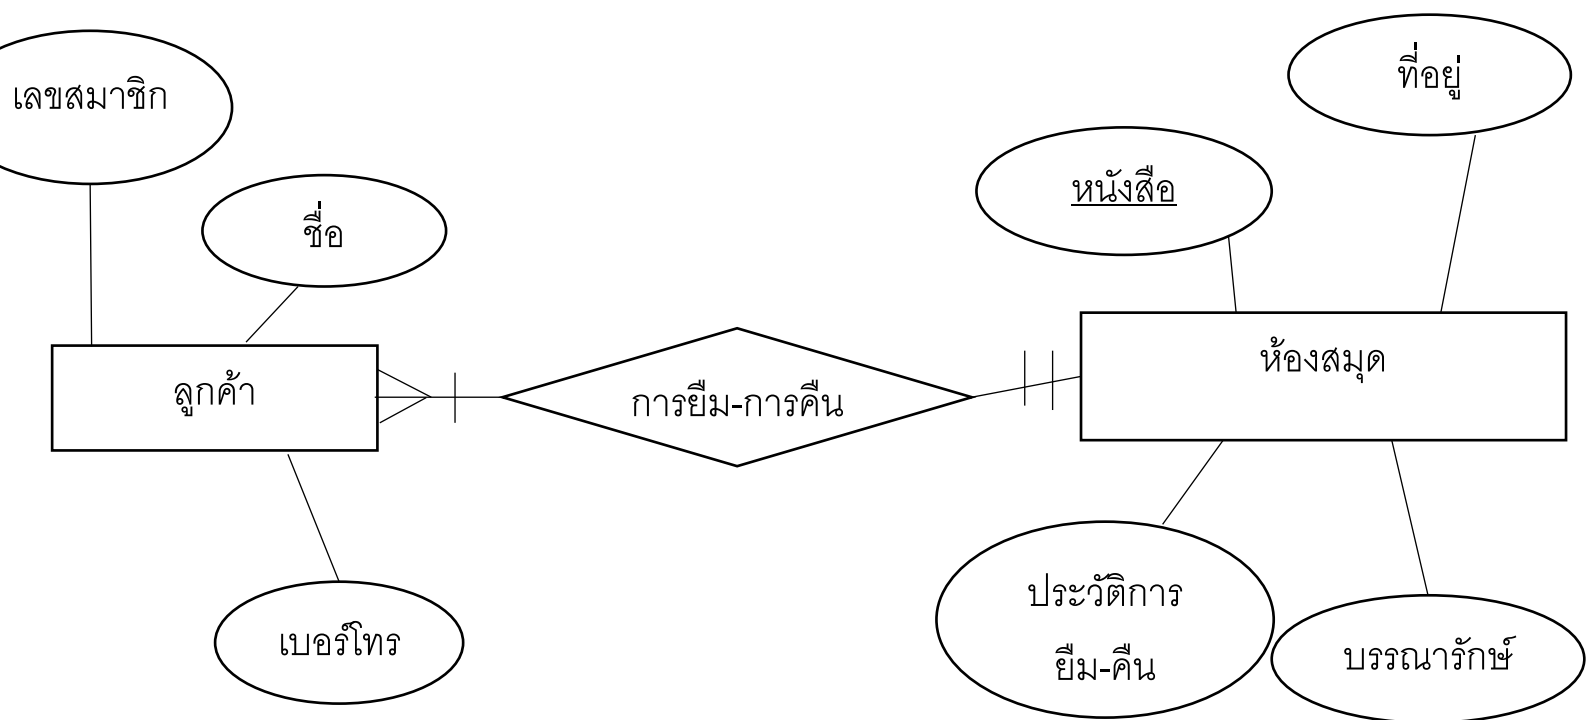 เลขสมาชิก
ชื่อ
ลูกค้า
เบอร์โทร
การยืม-การคืน
ที่อยู่
หนังสือ
ห้องสมุด
ประวัติการ
ยืม-คืน
บรรณารักษ์